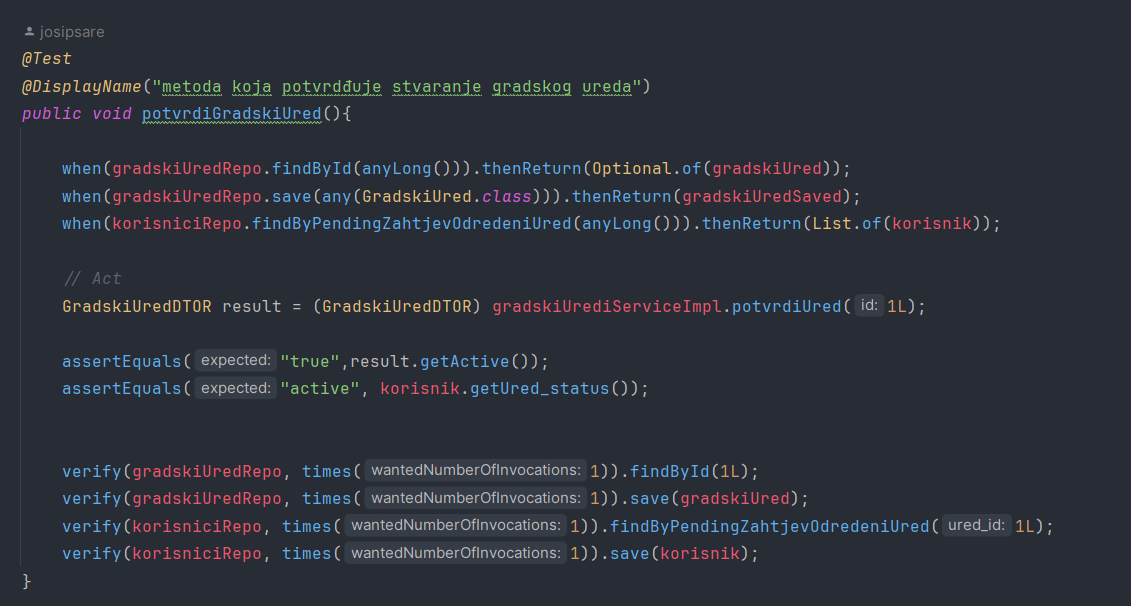 josipsare
@Test
@DisplayName("metoda koja potvrdđuje stvaranje gradskog ureda")
public void potvrdiGradskiUred(){
when(gradskiUredRepo.findById(anyLong())).thenReturn(Optional.of(gradskiUred));
when(gradskiUredRepo.save(any(GradskiUred.class))).thenReturn(gradskiUredSaved);
when(korisniciRepo.findByPendingZahtjevOdredeniUred(anyLong())).thenReturn(List.of(korisnik));
// Act
GradskiUredDTOR result = (GradskiUredDTOR) gradskiUrediServiceImpl.potvrdiUred( id: 1L);
assertEquals( expected: "true",result.getActive());
assertEquals( expected: "active", korisnik.getUred_status());
verify(gradskiUredRepo, times( wantedNumberOfInvocations: 1)).findById(1L);
verify(gradskiUredRepo, times( wantedNumberOfInvocations: 1)).save(gradskiUred);
verify(korisniciRepo, times( wantedNumberOfInvocations: 1)).findByPendingZahtjevOdredeniUred( ured_id: 1L);
verify(korisniciRepo, times( wantedNumberOfInvocations: 1)).save(korisnik);
}